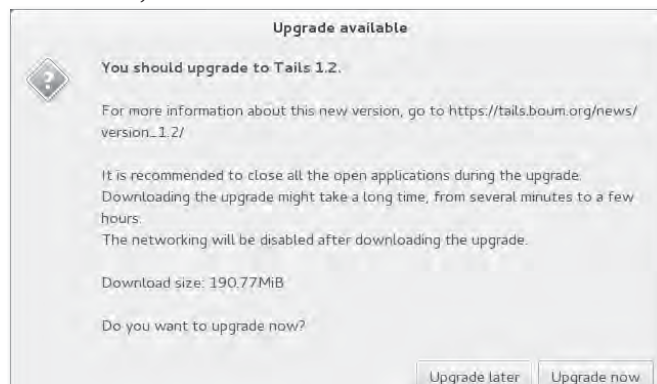 Upgrade available
You should upgrade to Tails 1.2.
For more information about this new version, go to https://tails.boum.org/news/
version_1.2/
It is recommended to close all the open applications during the upgrade.
Downloading the upgrade might take a long time, from several minutes to a few
hours.
The networking will be disabled after downloading the upgrade.
Download size: 190.77MiB
Do you want to upgrade now?
Upgrade later
Upgrade now